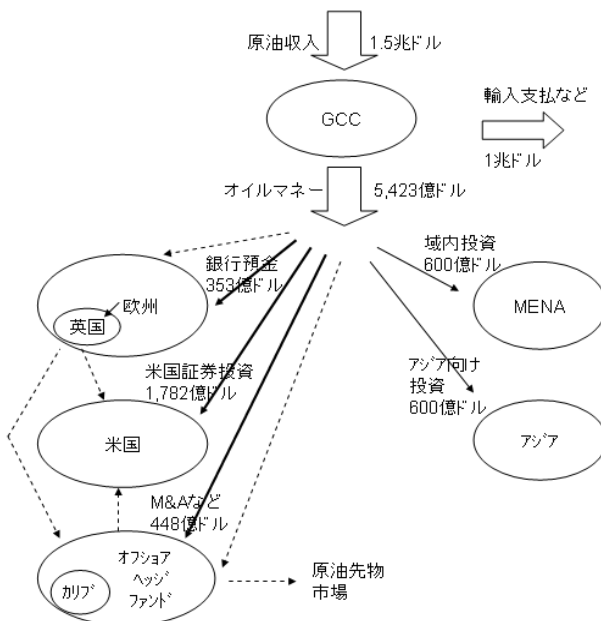 原油収入
1.5兆ドル
GCC
輸入支払など
1兆ドル
オイルマネー
5,423億ドル
銀行預金
353億ドル
域内投資
600億ドル
欧州
英国
MENA
米国証券投資
1,782億ドル
ｱｼﾞｱ向け
投資
600億ドル
米国
ｱｼﾞｱ
M&Aなど
448億ドル
ｵﾌｼｮｱ
ﾍｯｼﾞ
ﾌｧﾝﾄﾞ
ｶﾘﾌﾞ
原油先物
市場